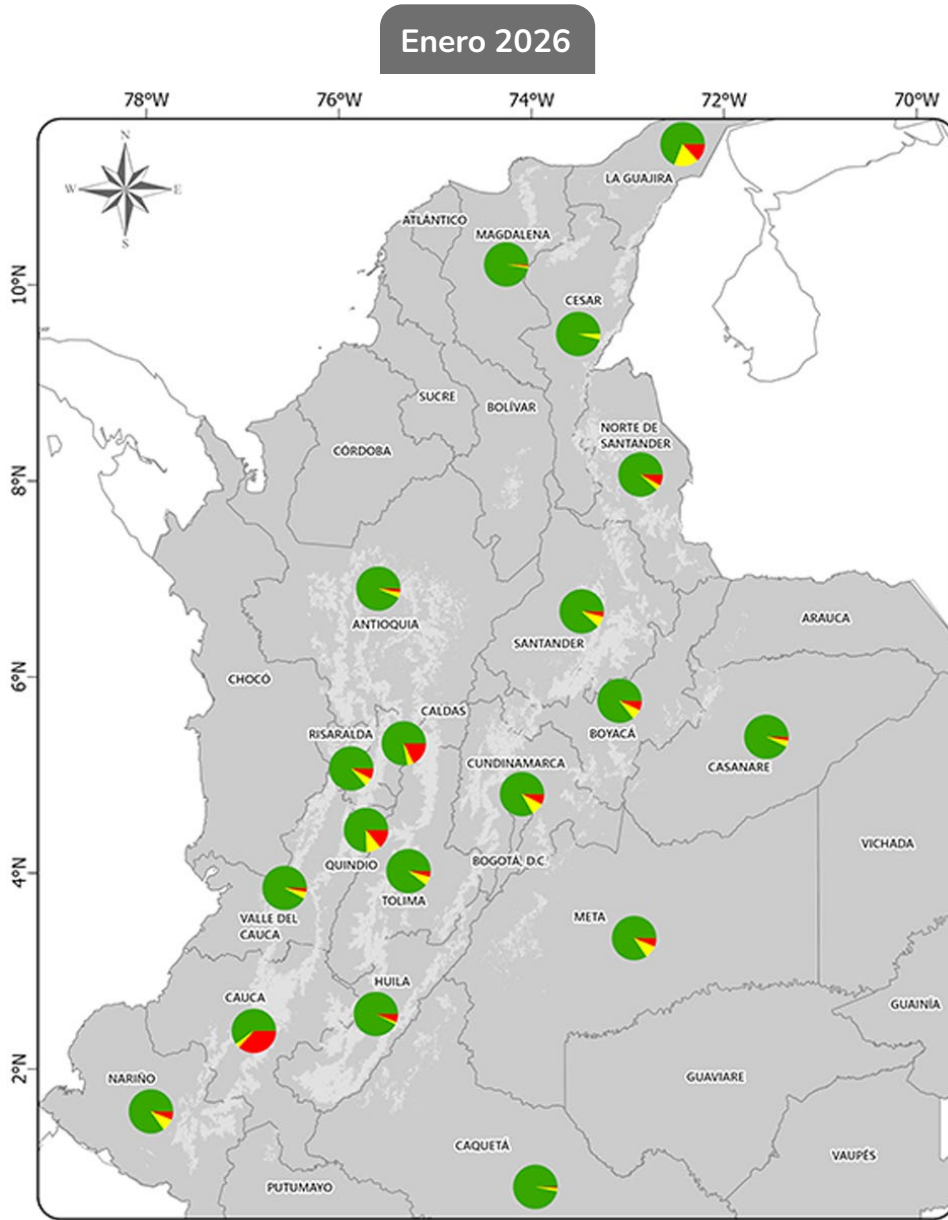 Enero 2026
78°W
76°W
74°W
72°W
70°W
N
W
E
S
10°N
8°N
6°N
4°N
2°N
LA GUAJIRA
ATLÁNTICO
MAGDALENA
CESAR
SUCRE
BOLÍVAR
NORTE DE
SANTANDER
CÓRDOBA
ANTIOQUIA
SANTANDER
ARAUCA
CHOCÓ
CALDAS
RISARALDA
BOYACÁ
CUNDINAMARCA
CASANARE
VICHADA
QUINDIO
BOGOTÁ, D.C.
TOLIMA
VALLE DEL
CAUCA
META
HUILA
CAUCA
GUAINÍA
NARIÑO
GUAVIARE
CAQUETÁ
VAUPÉS
PUTUMAYO